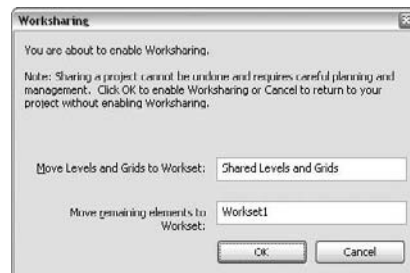 Worksharing
You are about to enable Worksharing.
Note: Sharing a project cannot be undone and requires careful planning and
management. Click OK to enable Worksharing or Cancel to return to your
project without enabling Worksharing.
Move Levels and Grids to Workset: Shared Levels and Grids
Move remaining elements to Workset1
Workset:
OK Cancel